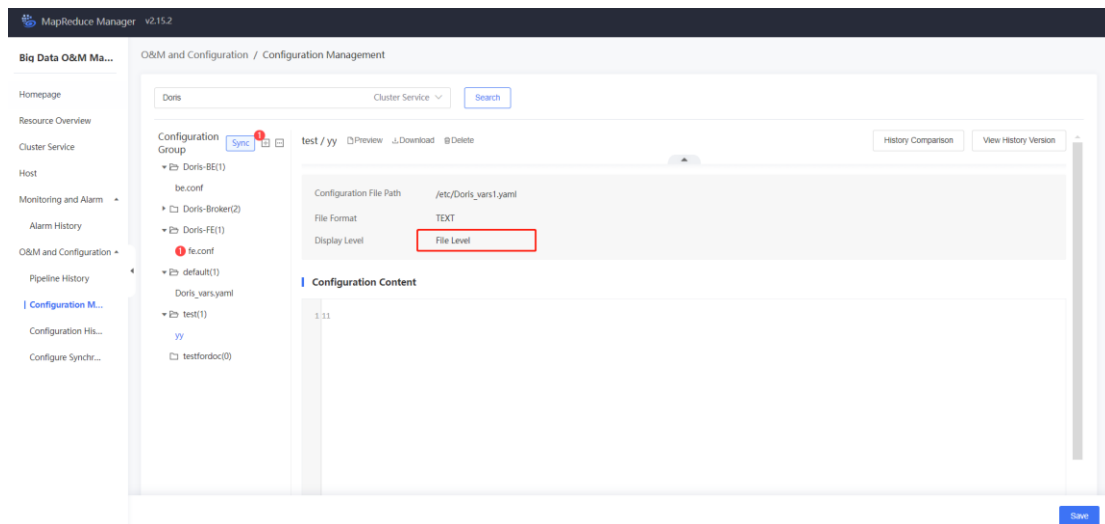 MapReduce Manager v2.15.2
Big Data O&M Ma...
O&M and Configuration / Configuration Management
Homepage
Resource Overview
Cluster Service
Host
Monitoring and Alarm
Alarm History
O&M and Configuration
Pipeline History
Configuration M...
Configuration His...
Configure Synchr...
Doris
Cluster Service
Search
Configuration Group
Sync
1
Doris-BE(1)
be.conf
Doris-Broker(2)
Doris-FE(1)
1 fe.conf
default(1)
Doris_vars.yaml
test(1)
yy
testfordoc(0)
test / yy Preview Download Delete
History Comparison
View History Version
Configuration File Path /etc/Doris_vars1.yaml
File Format TEXT
Display Level File Level
Configuration Content
1 11
Save